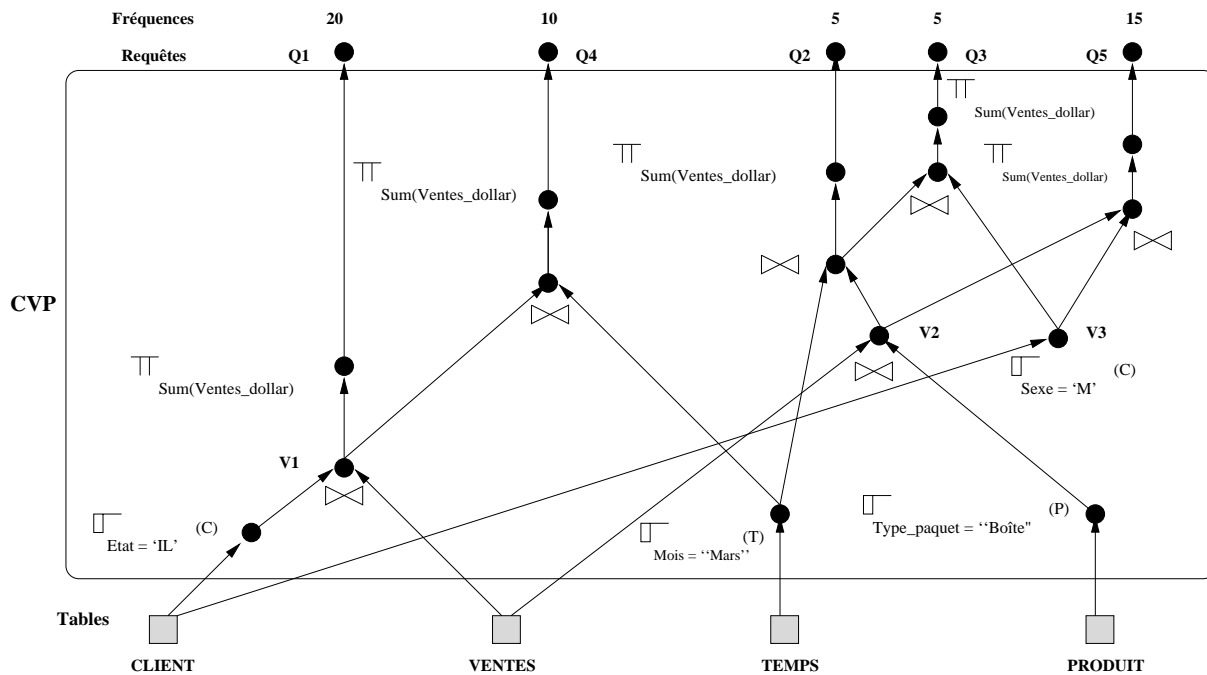 Fréquences 20 10 5 5 15
Requêtes Q1 Q4 Q2 Q3 Q5
Sum(Ventes_dollar)
Sum(Ventes_dollar)
Sum(Ventes_dollar)
Sum(Ventes_dollar)
CVP
V2 V3
Sexe = ‘M’ (C)
Sum(Ventes_dollar)
V1
Etat = ‘IL’ (C)
Mois = ‘‘Mars’’ (T)
Type_paquet = ‘‘Boîte" (P)
Tables
CLIENT VENTES TEMPS PRODUIT